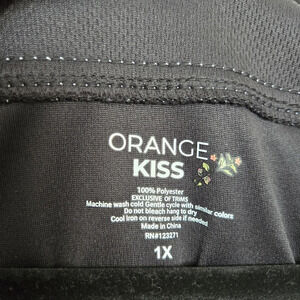 ORANGE
KISS
100% Polyester
EXCLUSIVE OF TRIMS
Machine wash cold Gentle cycle with similar colors
Do not bleach hang to dry
Cool Iron on reverse side if needed
Made in China
RN#123271
1X